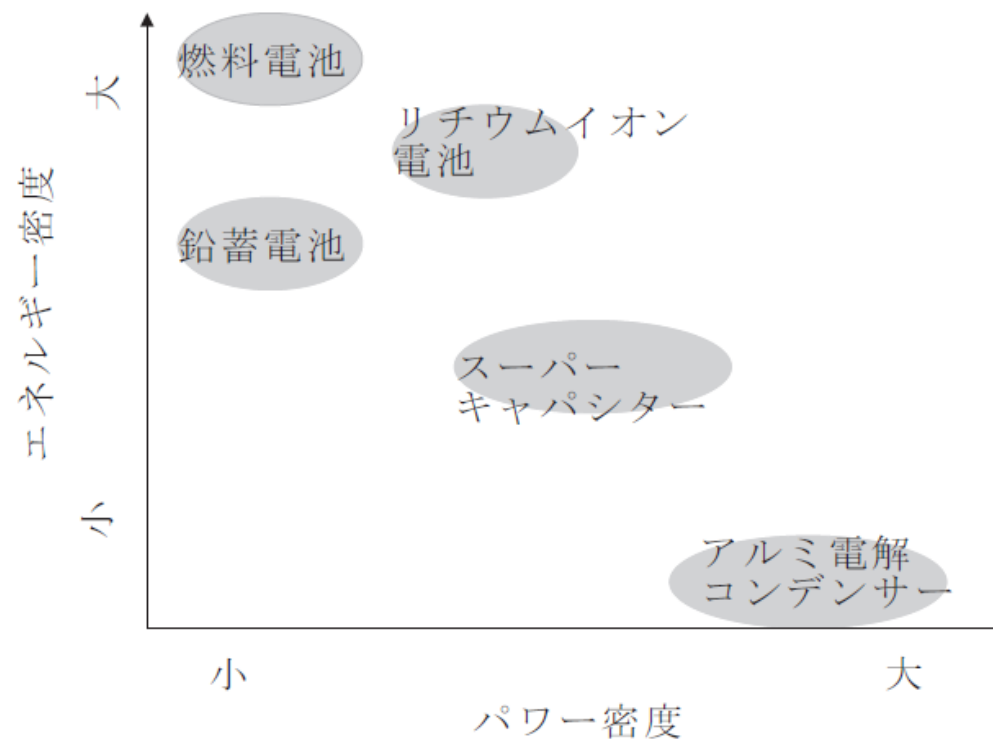 燃料電池
大
リチウムイオン
電池
鉛蓄電池
エネルギー密度
スーパー
キャパシター
小
アルミ電解
コンデンサー
小
大
パワー密度